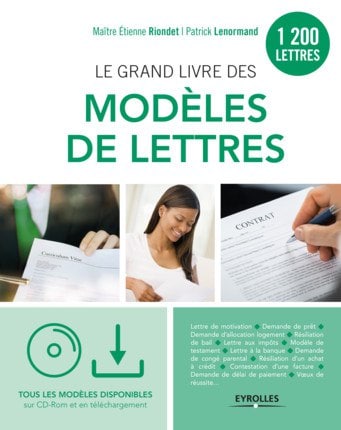 Maître Étienne Riondet | Patrick Lenormand
1 200
LETTRES
LE GRAND LIVRE DES
MODÈLES
DE LETTRES
Curriculum Vitae
CONTRAT
Lettre de motivation ◆ Demande de prêt ◆
Demande d'allocation logement ◆ Résiliation
de bail ◆ Lettre aux impôts ◆ Modèle de
testament ◆ Lettre à la banque ◆ Demande
de congé parental ◆ Résiliation d'un achat
à crédit ◆ Contestation d'une facture ◆
Demande de délai de paiement ◆ Vœux de
réussite...
TOUS LES MODÈLES DISPONIBLES
sur CD-Rom et en téléchargement
EYROLLES